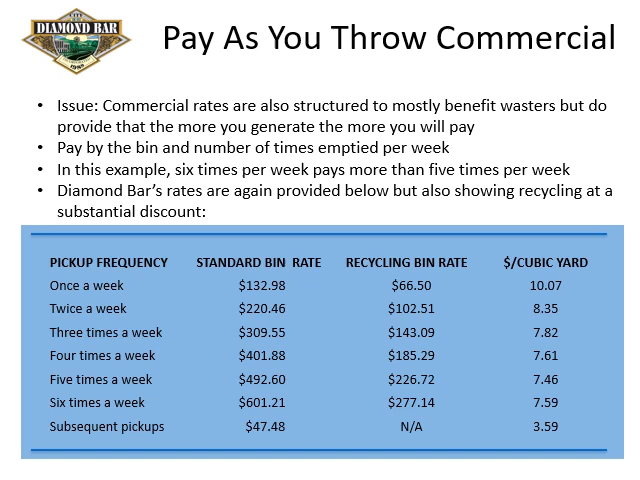 CITY OF
DIAMOND BAR
1989
Pay As You Throw Commercial
• Issue: Commercial rates are also structured to mostly benefit wasters but do
provide that the more you generate the more you will pay
• Pay by the bin and number of times emptied per week
• In this example, six times per week pays more than five times per week
• Diamond Bar’s rates are again provided below but also showing recycling at a
substantial discount:
PICKUP FREQUENCY STANDARD BIN RATE RECYCLING BIN RATE $/CUBIC YARD
Once a week $132.98 $66.50 10.07
Twice a week $220.46 $102.51 8.35
Three times a week $309.55 $143.09 7.82
Four times a week $401.88 $185.29 7.61
Five times a week $492.60 $226.72 7.46
Six times a week $601.21 $277.14 7.59
Subsequent pickups $47.48 N/A 3.59